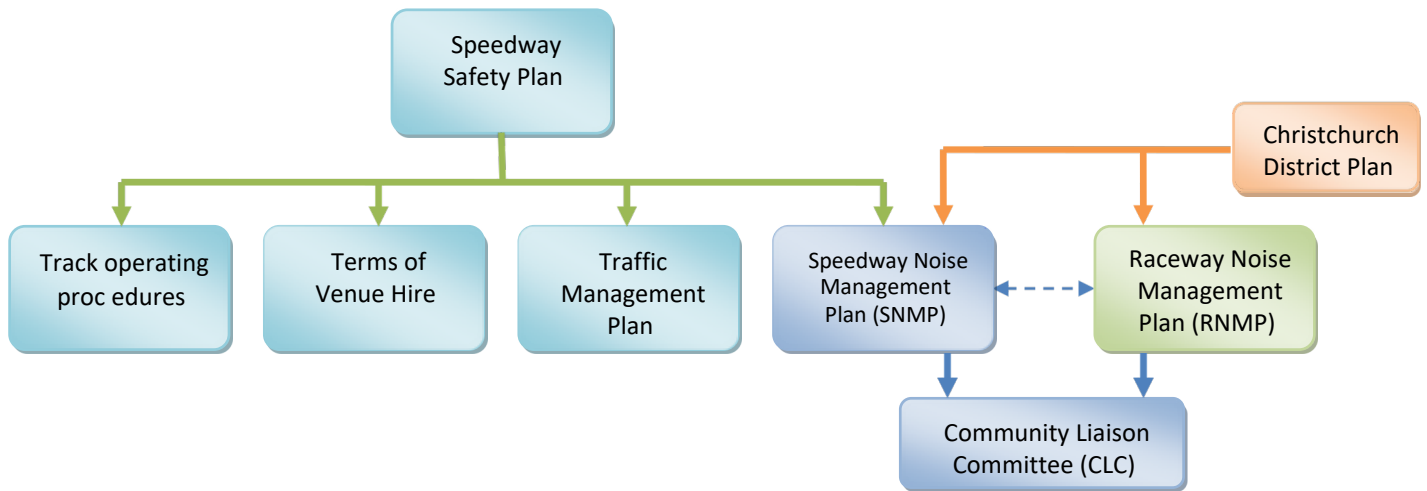 Speedway
Safety Plan
Christchurch
District Plan
Track operating
proc edures
Terms of
Venue Hire
Traffic
Management
Plan
Speedway Noise
Management
Plan (SNMP)
Raceway Noise
Management
Plan (RNMP)
Community Liaison
Committee (CLC)